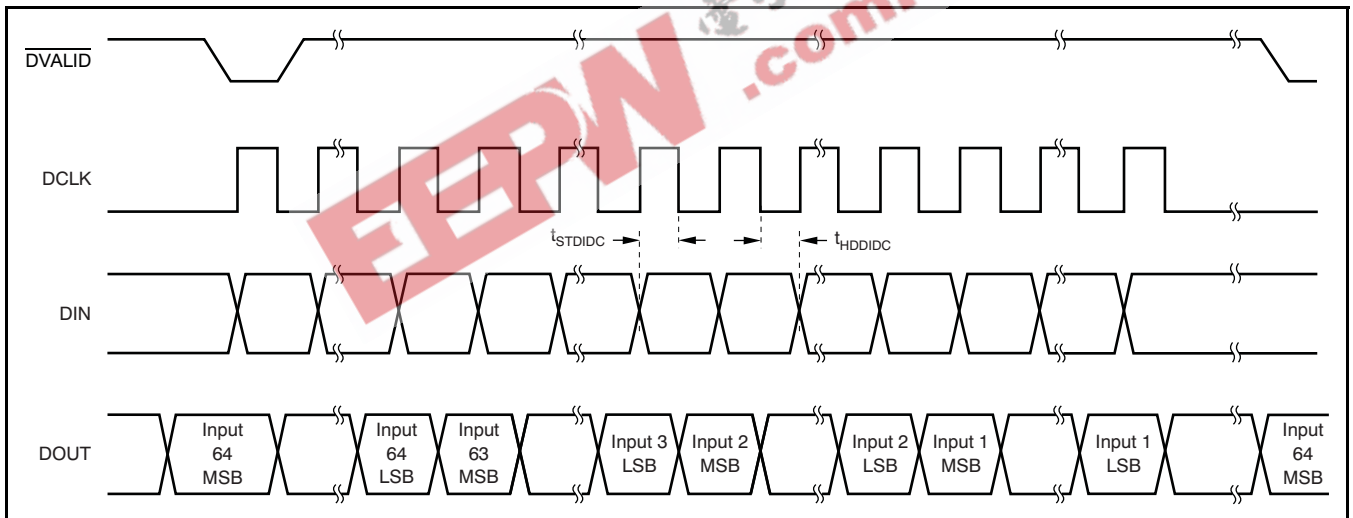 DVALID
DCLK
tSTDIDC
tHDDIDC
DIN
DOUT
Input 64 MSB
Input 64 LSB
Input 63 MSB
Input 3 LSB
Input 2 MSB
Input 2 LSB
Input 1 MSB
Input 1 LSB
Input 64 MSB
EEPW
.com